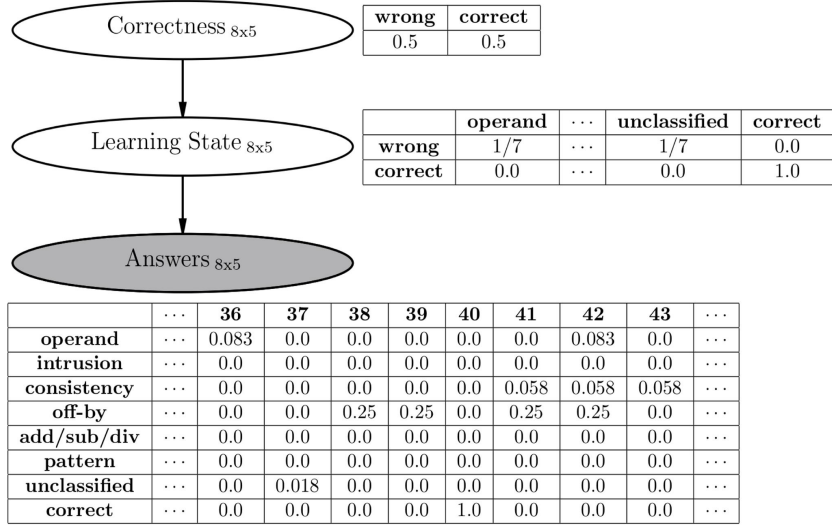 Correctness 8x5
wrong correct
0.5 0.5
Learning State 8x5
operand ··· unclassified correct
wrong 1/7 ··· 1/7 0.0
correct 0.0 ··· 0.0 1.0
Answers 8x5
··· 36 37 38 39 40 41 42 43 ···
operand ··· 0.083 0.0 0.0 0.0 0.0 0.0 0.083 0.0 ···
intrusion ··· 0.0 0.0 0.0 0.0 0.0 0.0 0.0 0.0 ···
consistency ··· 0.0 0.0 0.0 0.0 0.0 0.058 0.058 0.058 ···
off-by ··· 0.0 0.0 0.25 0.25 0.0 0.25 0.25 0.0 ···
add/sub/div ··· 0.0 0.0 0.0 0.0 0.0 0.0 0.0 0.0 ···
pattern ··· 0.0 0.0 0.0 0.0 0.0 0.0 0.0 0.0 ···
unclassified ··· 0.0 0.018 0.0 0.0 0.0 0.0 0.0 0.0 ···
correct ··· 0.0 0.0 0.0 0.0 1.0 0.0 0.0 0.0 ···